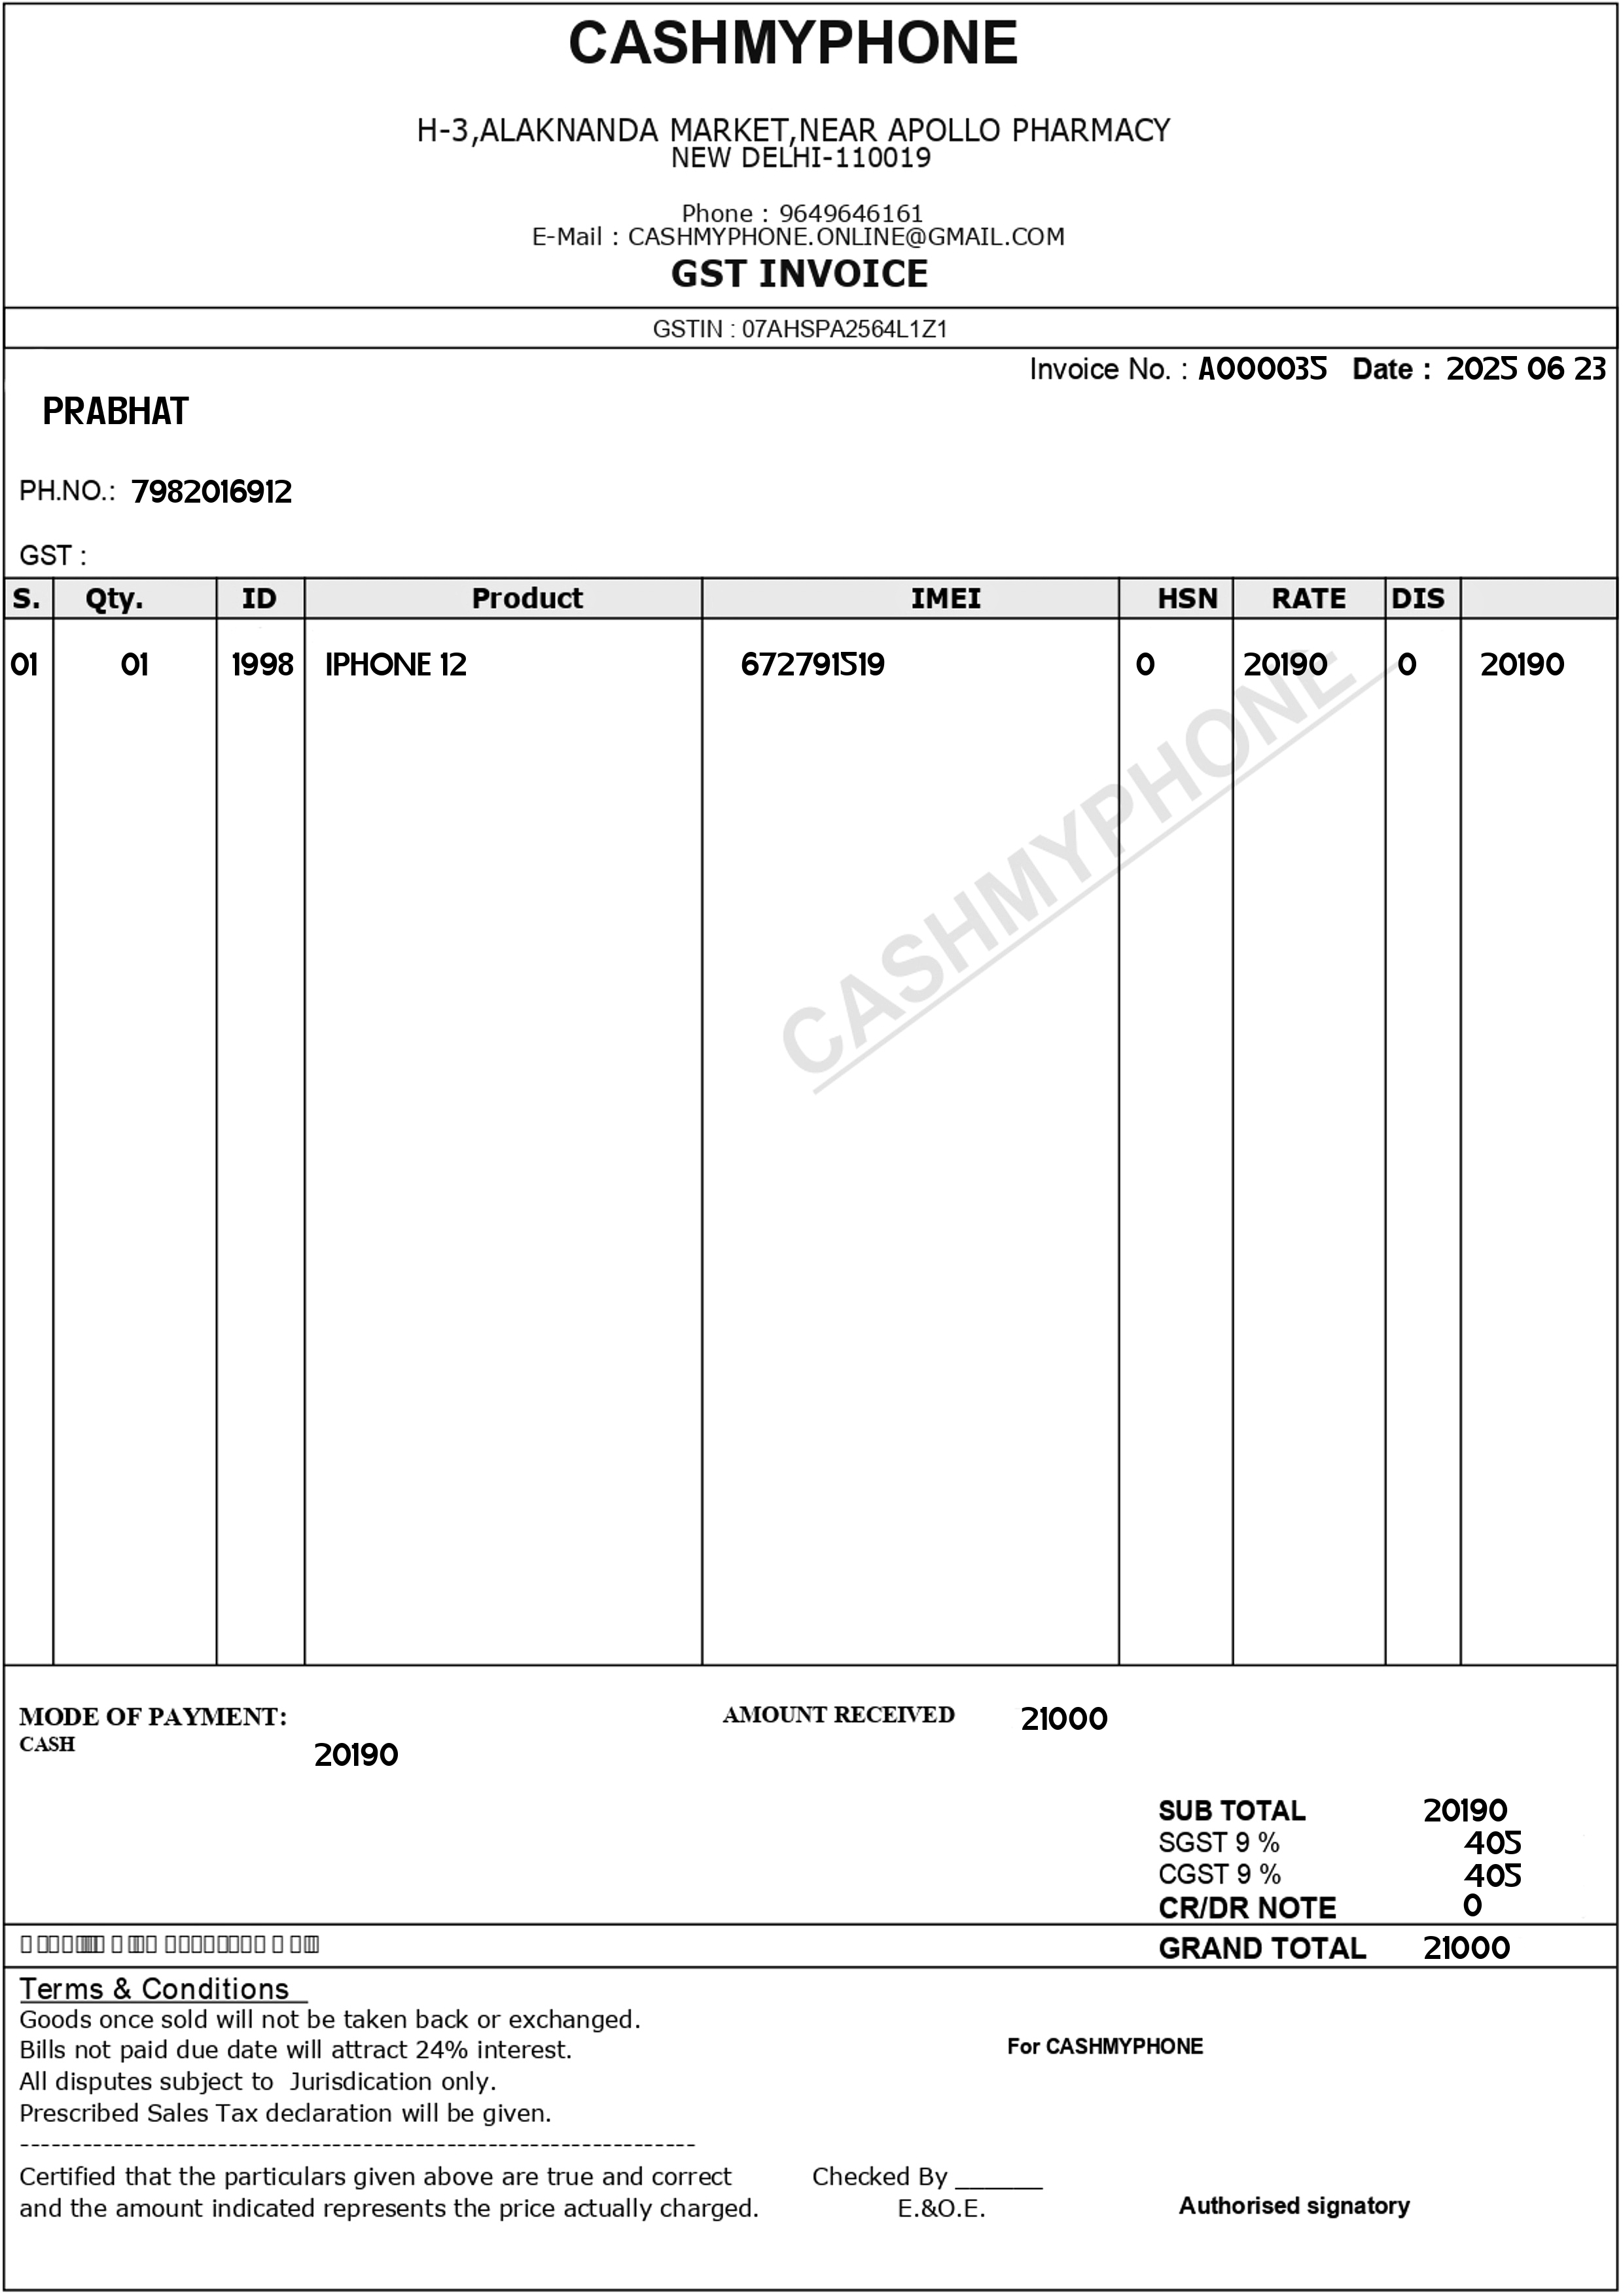 CASHMYPHONE
H-3,ALAKNANDA MARKET,NEAR APOLLO PHARMACY
NEW DELHI-110019
Phone : 9649646161
E-Mail : CASHMYPHONE.ONLINE@GMAIL.COM
GST INVOICE
GSTIN : 07AHSPA2564L1Z1
Invoice No. : A000035 Date : 2025 06 23
PRABHAT
PH.NO.: 7982016912
GST :
S. Qty. ID Product IMEI HSN RATE DIS
01 01 1998 IPHONE 12 672791519 0 20190 0 20190
CASHMYPHONE
MODE OF PAYMENT: AMOUNT RECEIVED 21000
CASH 20190
SUB TOTAL 20190
SGST 9 % 405
CGST 9 % 405
CR/DR NOTE 0
GRAND TOTAL 21000
Terms & Conditions
Goods once sold will not be taken back or exchanged.
Bills not paid due date will attract 24% interest.
For CASHMYPHONE
All disputes subject to Jurisdication only.
Prescribed Sales Tax declaration will be given.
-----------------------------------------------------------------
Certified that the particulars given above are true and correct Checked By ______
and the amount indicated represents the price actually charged. E.&O.E. Authorised signatory